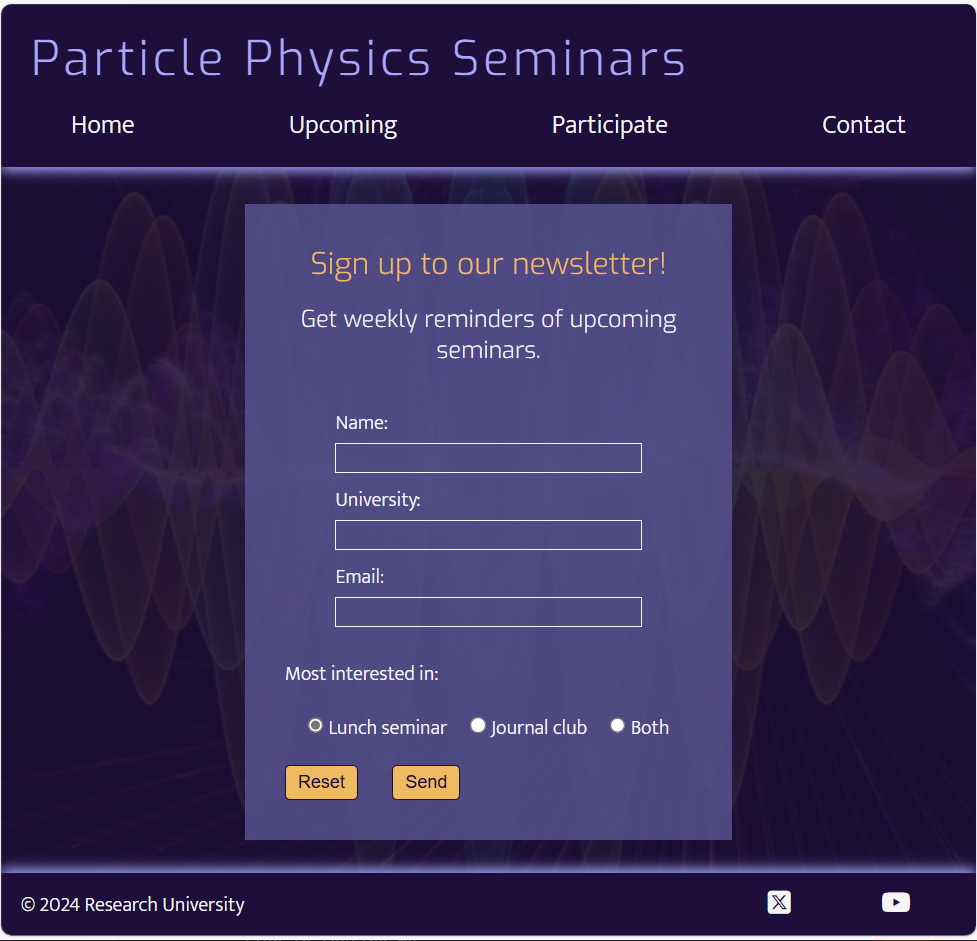 Particle Physics Seminars
Home Upcoming Participate Contact
Sign up to our newsletter!
Get weekly reminders of upcoming
seminars.
Name:
University:
Email:
Most interested in:
Lunch seminar Journal club Both
Reset Send
© 2024 Research University